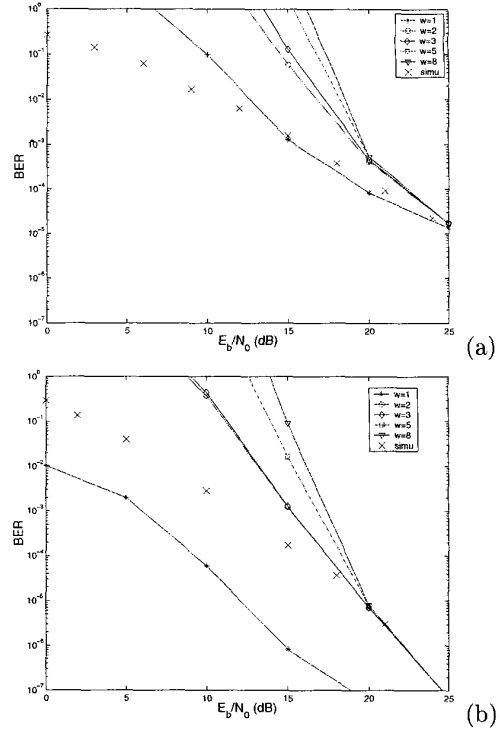 10^0
10^-1
10^-2
10^-3
10^-4
10^-5
10^-6
10^-7
BER
0 5 10 15 20 25
E_b/N_0 (dB)
w=1
w=2
w=3
w=5
w=8
simu
(a)
10^0
10^-1
10^-2
10^-3
10^-4
10^-5
10^-6
10^-7
BER
0 5 10 15 20 25
E_b/N_0 (dB)
w=1
w=2
w=3
w=5
w=8
simu
(b)